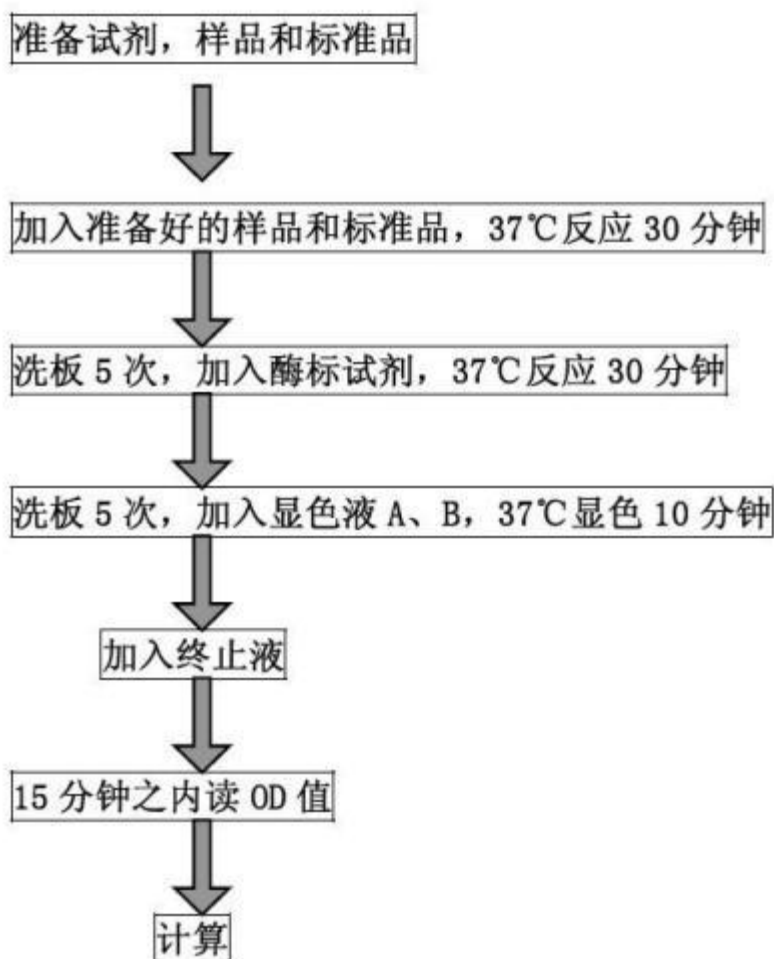 准备试剂，样品和标准品
加入准备好的样品和标准品，37℃反应 30 分钟
洗板 5 次，加入酶标试剂，37℃反应 30 分钟
洗板 5 次，加入显色液 A、B，37℃显色 10 分钟
加入终止液
15 分钟之内读 OD 值
计算